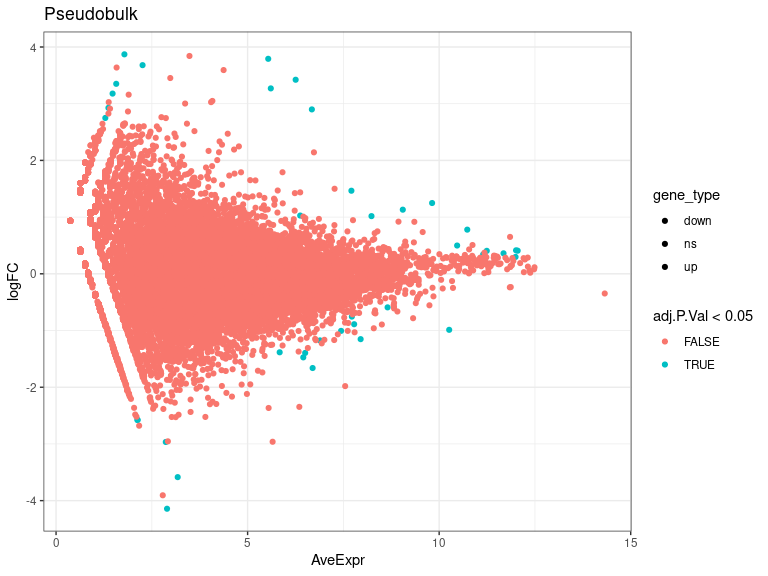 Pseudobulk
4
2
0
-2
-4
logFC
0
5
10
15
AveExpr
gene_type
down
ns
up
adj.P.Val < 0.05
FALSE
TRUE